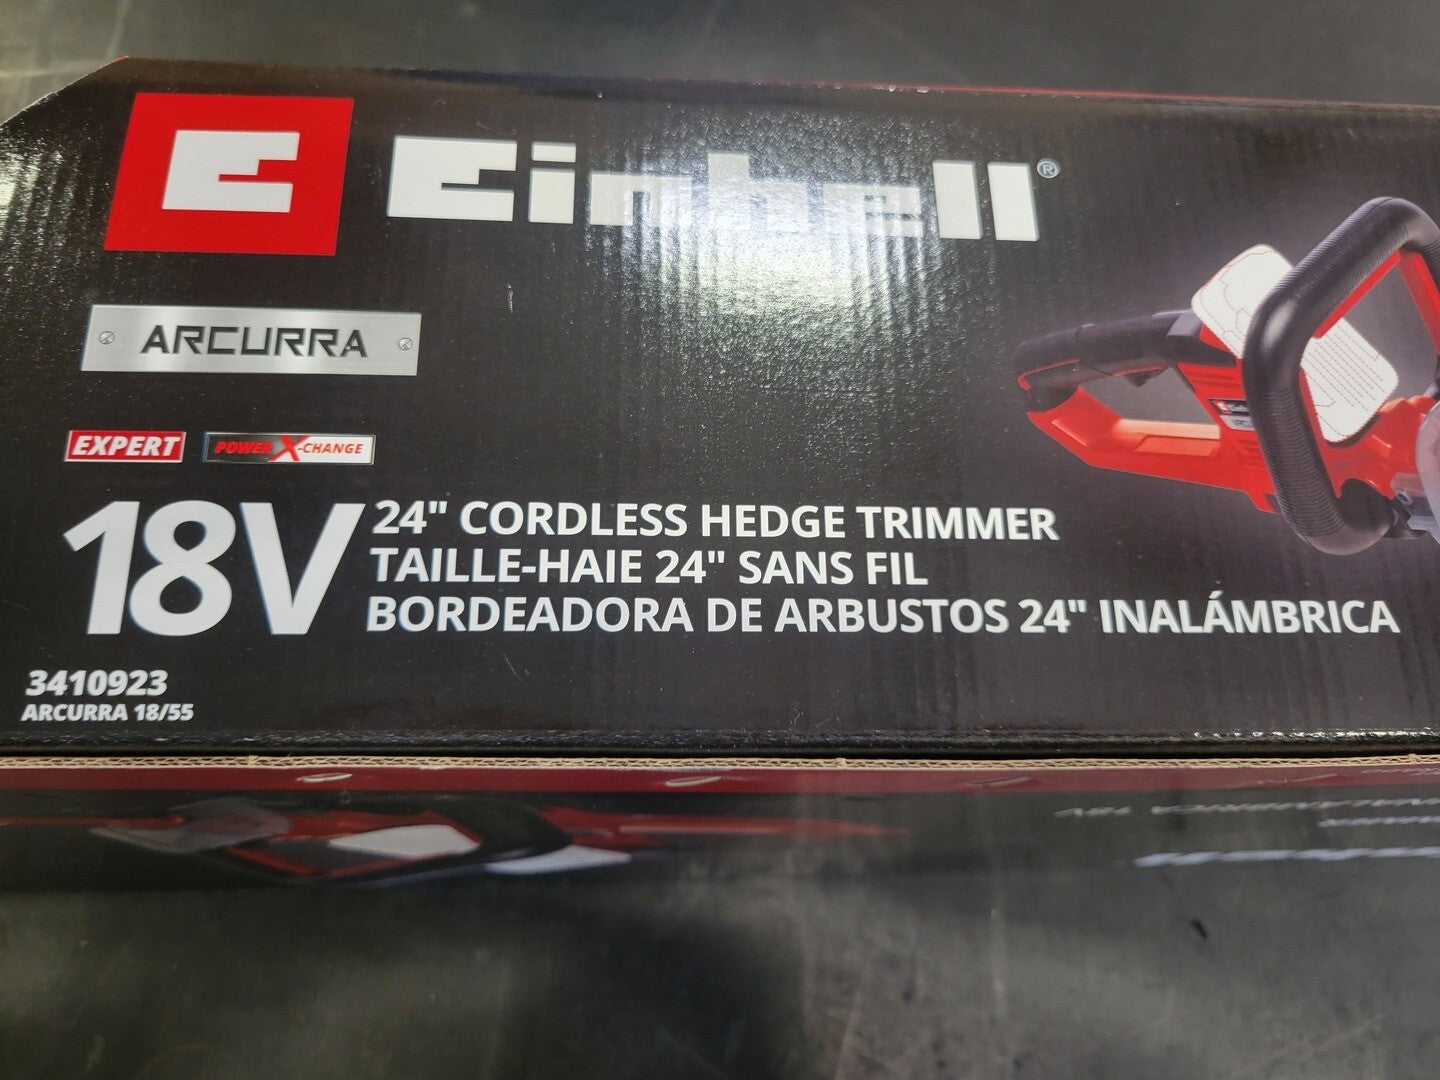 Einhell®
ARCURRA
EXPERT
POWER X-CHANGE
18V
24" CORDLESS HEDGE TRIMMER
TAILLE-HAIE 24" SANS FIL
BORDEADORA DE ARBUSTOS 24" INALÁMBRICA
3410923
ARCURRA 18/55